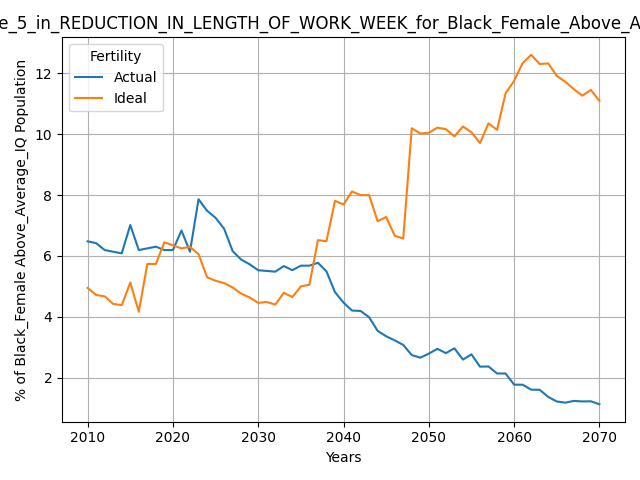 e_5_in_REDUCTION_IN_LENGTH_OF_WORK_WEEK_for_Black_Female_Above_A
Fertility
Actual
Ideal
% of Black_Female Above_Average_IQ Population
12
10
8
6
4
2
2010 2020 2030 2040 2050 2060 2070
Years